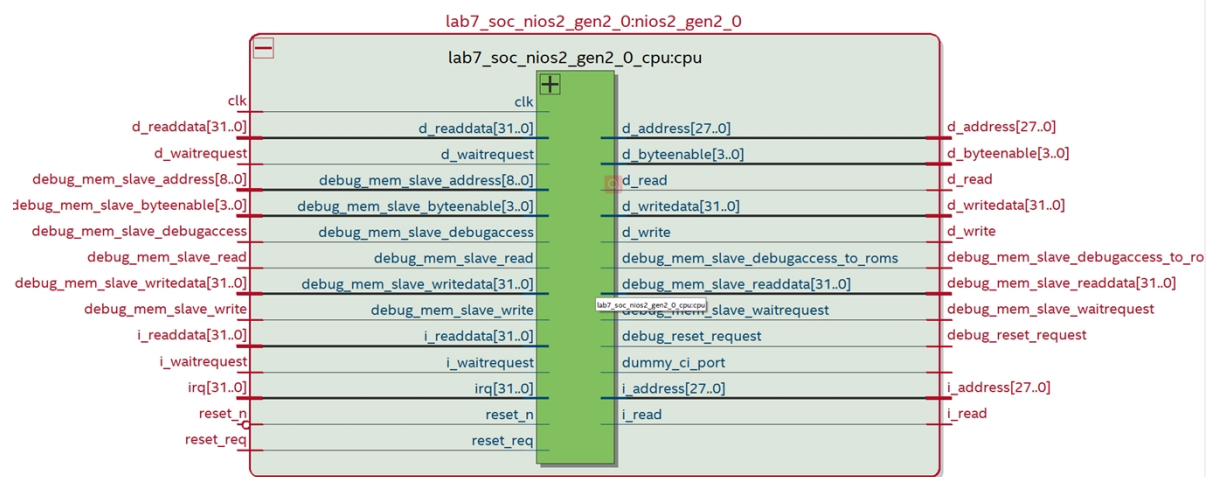 lab7_soc_nios2_gen2_0:nios2_gen2_0
lab7_soc_nios2_gen2_0_cpu:cpu
clk clk
d_readdata[31..0] d_readdata[31..0] d_address[27..0] d_address[27..0]
d_waitrequest d_waitrequest d_byteenable[3..0] d_byteenable[3..0]
debug_mem_slave_address[8..0] debug_mem_slave_address[8..0] d_read d_read
debug_mem_slave_byteenable[3..0] debug_mem_slave_byteenable[3..0] d_writedata[31..0] d_writedata[31..0]
debug_mem_slave_debugaccess debug_mem_slave_debugaccess d_write d_write
debug_mem_slave_read debug_mem_slave_read debug_mem_slave_debugaccess_to_roms debug_mem_slave_debugaccess_to_ro
debug_mem_slave_writedata[31..0] debug_mem_slave_writedata[31..0] debug_mem_slave_readdata[31..0] debug_mem_slave_readdata[31..0]
lab7_soc_nios2_gen2_0_cpu:cpu
debug_mem_slave_write debug_mem_slave_write debug_mem_slave_waitrequest debug_mem_slave_waitrequest
i_readdata[31..0] i_readdata[31..0] debug_reset_request debug_reset_request
i_waitrequest i_waitrequest dummy_ci_port
irq[31..0] irq[31..0] i_address[27..0] i_address[27..0]
reset_n reset_n i_read i_read
reset_req reset_req